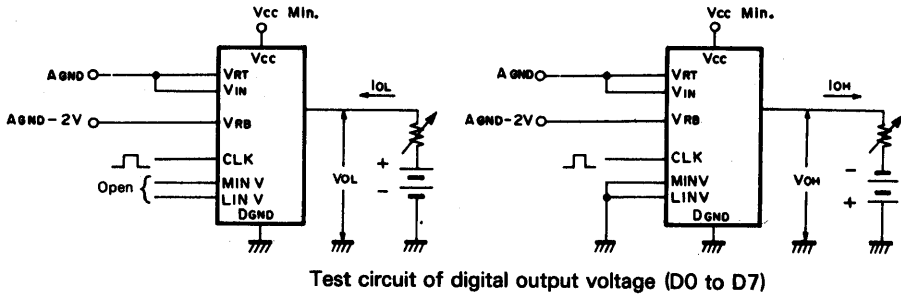 Vcc Min.
Vcc
AGND
VRT
VIN
AGND-2V
VRB
CLK
Open {
MINV
LINV
DGND
IOL
VOL
+
-
Vcc Min.
Vcc
AGND
VRT
VIN
AGND-2V
VRB
CLK
MINV
LINV
DGND
IOH
VOH
-
+
Test circuit of digital output voltage (D0 to D7)